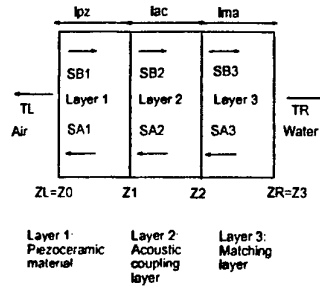 lpz lac lma
SB1 SB2 SB3
TL Layer 1 Layer 2 Layer 3 TR
Air SA1 SA2 SA3 Water
ZL=Z0 Z1 Z2 ZR=Z3
Layer 1: Layer 2: Layer 3:
Piezoceramic Acoustic Matching
material coupling layer
layer